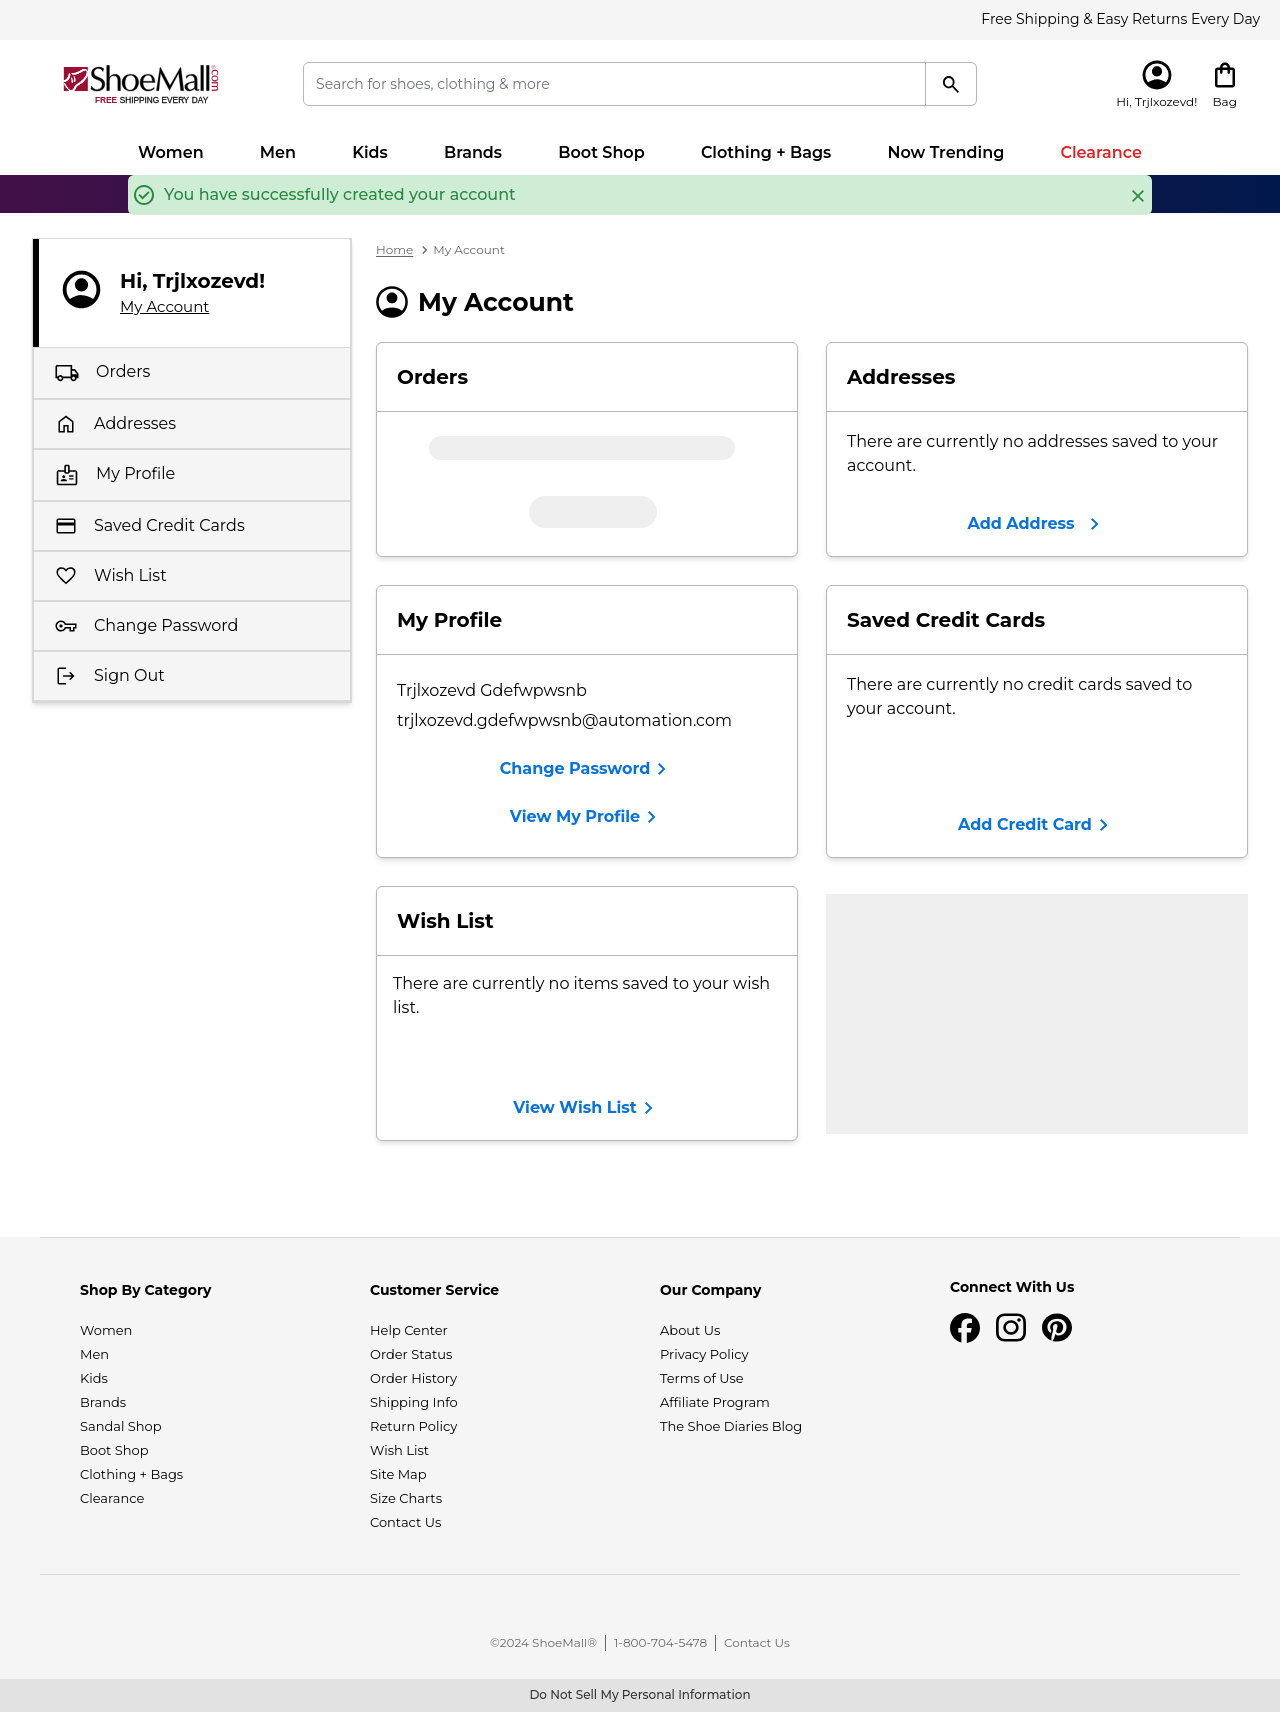 Free Shipping & Easy Returns Every Day
ShoeMall.com
FREE SHIPPING EVERY DAY
Search for shoes, clothing & more
Hi, Trjlxozevd!
Bag
Women
Men
Kids
Brands
Boot Shop
Clothing + Bags
Now Trending
Clearance
You have successfully created your account
Hi, Trjlxozevd!
My Account
Orders
Addresses
My Profile
Saved Credit Cards
Wish List
Change Password
Sign Out
Home
My Account
My Account
Orders
Addresses
There are currently no addresses saved to your
account.
Add Address
My Profile
Trjlxozevd Gdefwpwsnb
trjlxozevd.gdefwpwsnb@automation.com
Change Password
View My Profile
Saved Credit Cards
There are currently no credit cards saved to
your account.
Add Credit Card
Wish List
There are currently no items saved to your wish
list.
View Wish List
Shop By Category
Women
Men
Kids
Brands
Sandal Shop
Boot Shop
Clothing + Bags
Clearance
Customer Service
Help Center
Order Status
Order History
Shipping Info
Return Policy
Wish List
Site Map
Size Charts
Contact Us
Our Company
About Us
Privacy Policy
Terms of Use
Affiliate Program
The Shoe Diaries Blog
Connect With Us
©2024 ShoeMall®
1-800-704-5478
Contact Us
Do Not Sell My Personal Information